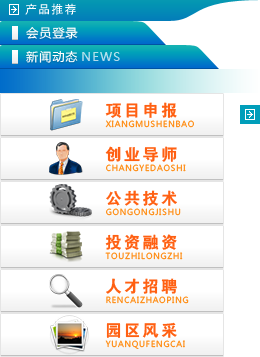 产品推荐
会员登录
新闻动态 NEWS
项目申报
XIANGMUSHENBAO
创业导师
CHANGYEDAOSHI
公共技术
GONGONGJISHU
投资融资
TOUZHILONGZHI
人才招聘
RENCAIZHAOPING
园区风采
YUANQUFENGCAI